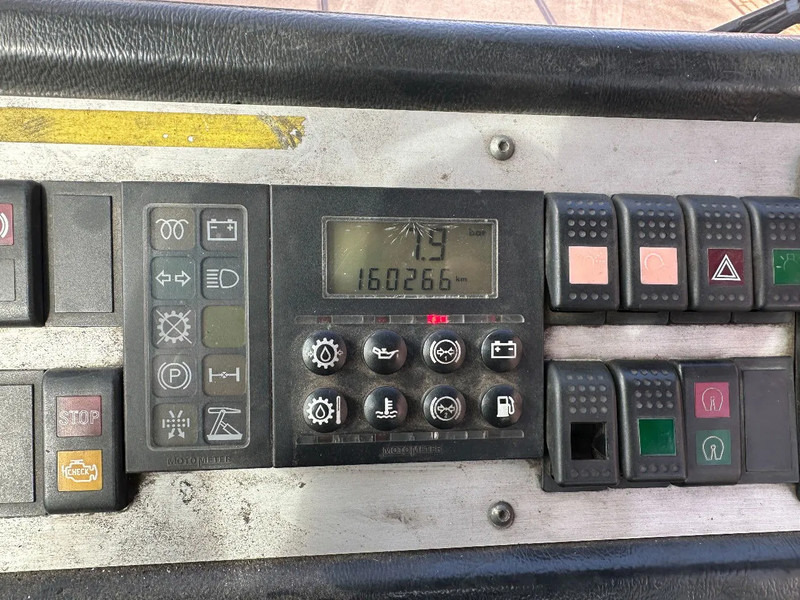 1.9 bar
160266 km
P
STOP
CHECK
MOTOMETER
MOTOMETER